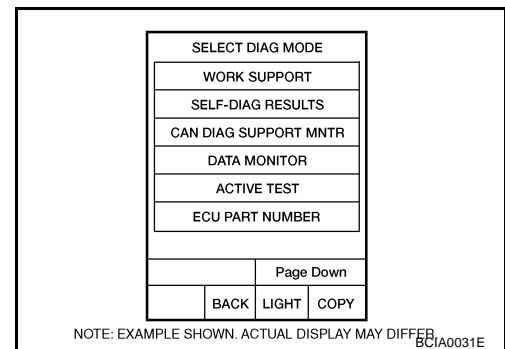 SELECT DIAG MODE
WORK SUPPORT
SELF-DIAG RESULTS
CAN DIAG SUPPORT MNTR
DATA MONITOR
ACTIVE TEST
ECU PART NUMBER
Page Down
BACK LIGHT COPY
NOTE: EXAMPLE SHOWN. ACTUAL DISPLAY MAY DIFFER.
BCIA0031E